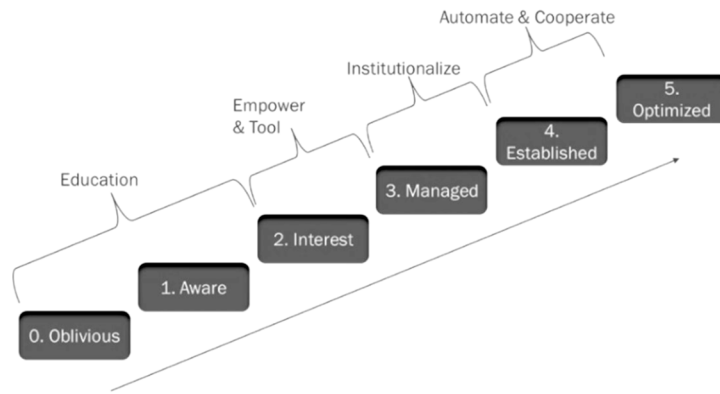 Automate & Cooperate
Institutionalize
Empower
& Tool
Education
5.
Optimized
4.
Established
3. Managed
2. Interest
1. Aware
0. Oblivious